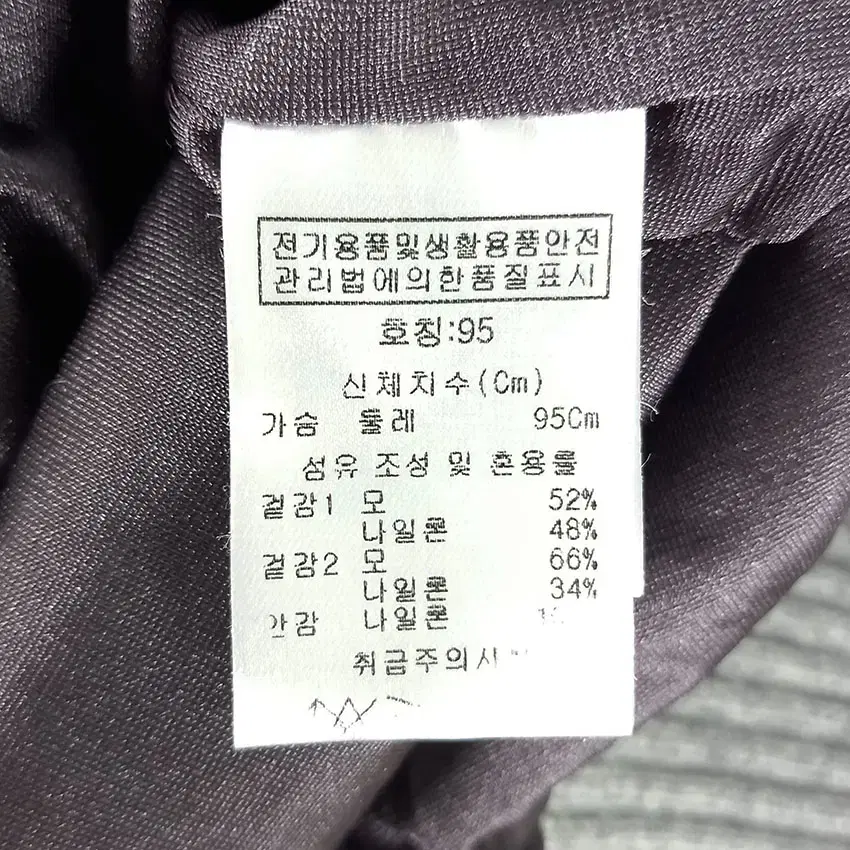 전기용품및생활용품안전
관리법에의한품질표시
호칭:95
신체치수(Cm)
가슴 둘레 95Cm
섬유 조성 및 혼용률
겉감1 모 52%
나일론 48%
겉감2 모 66%
나일론 34%
안감 나일론